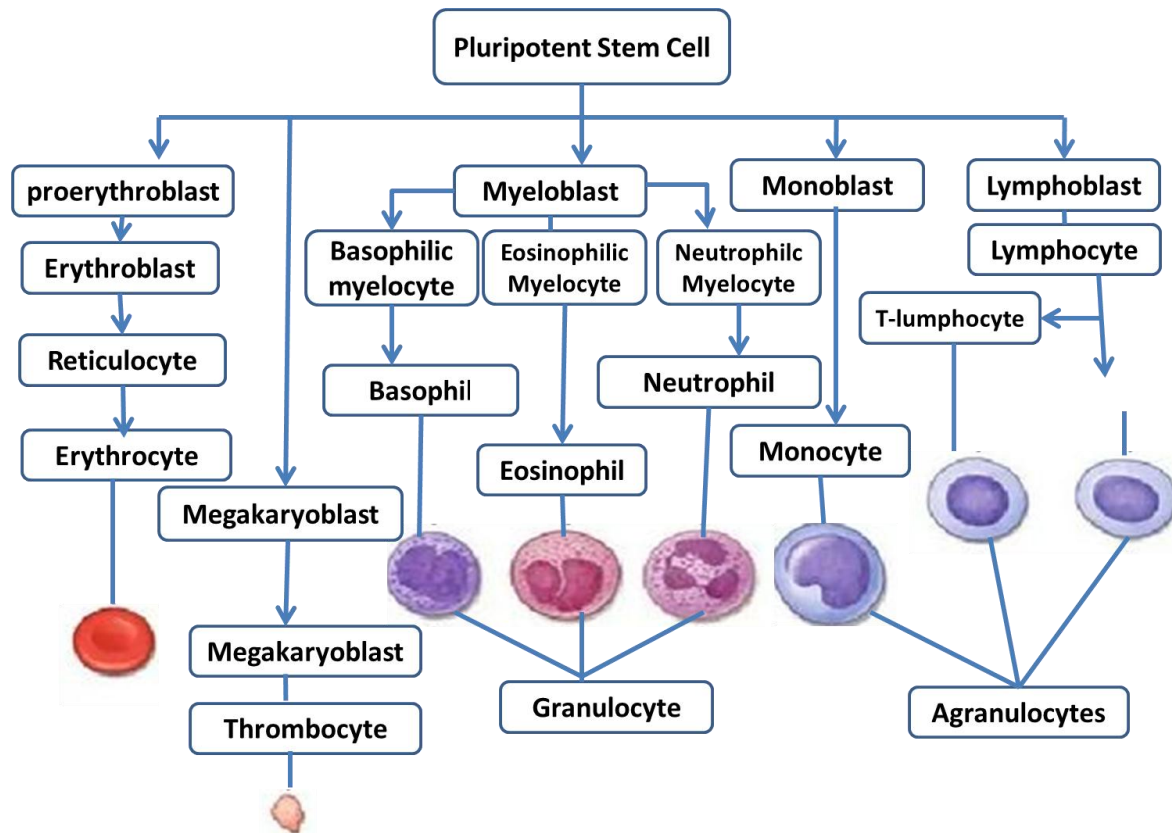 Pluripotent Stem Cell
proerythroblast
Erythroblast
Reticulocyte
Erythrocyte
Megakaryoblast
Megakaryoblast
Thrombocyte
Myeloblast
Basophilic
myelocyte
Basophil
Eosinophilic
Myelocyte
Eosinophil
Neutrophilc
Myelocyte
Neutrophil
Granulocyte
Monoblast
Monocyte
Lymphoblast
Lymphocyte
T-lumphocyte
Agranulocytes